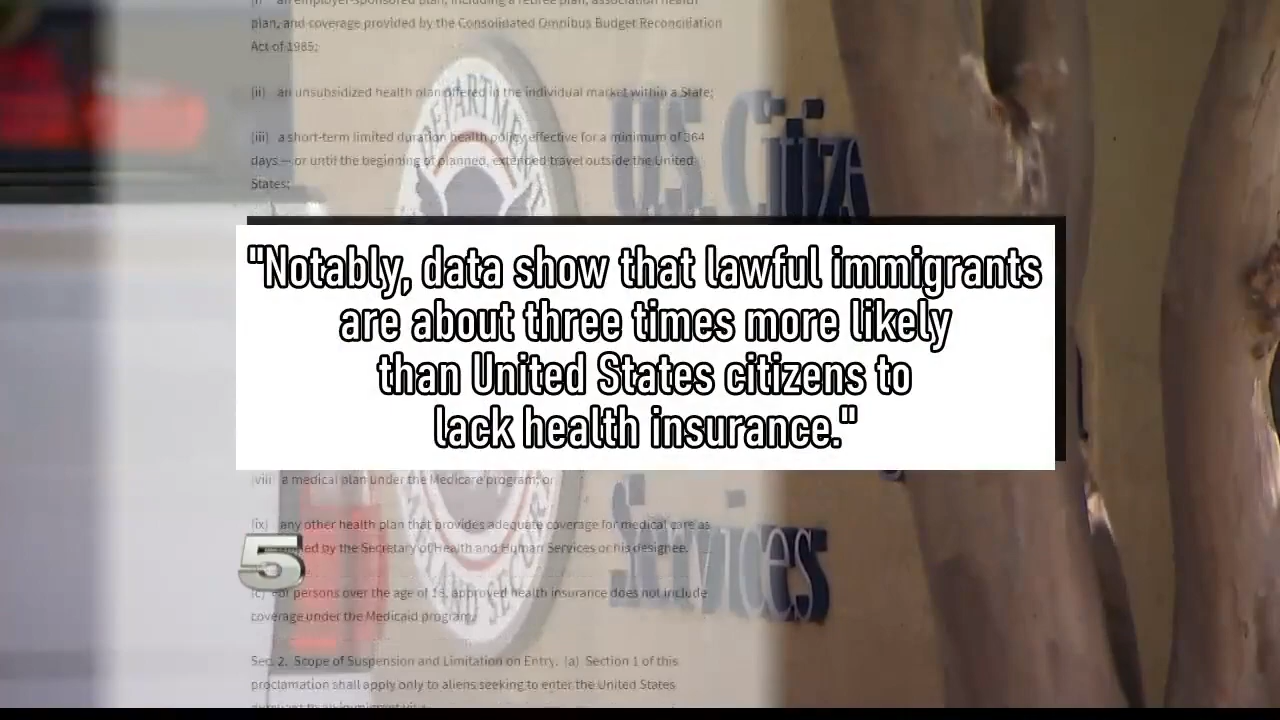 plan, and coverage provided by the Consolidated Omnibus Budget Reconciliation
Act of 1985;
(ii) an unsubsidized health plan offered in the individual market within a State;
(iii) a short-term limited duration health policy effective for a minimum of 364
days — or until the beginning of planned, extended travel outside the United
States;
U.S. Citize
"Notably, data show that lawful immigrants
are about three times more likely
than United States citizens to
lack health insurance."
(viii) a medical plan under the Medicare program; or
(ix) any other health plan that provides adequate coverage for medical care as
by the Secretary of Health and Human Services or his designee.
5
(c) For persons over the age of 18, approved health insurance does not include
coverage under the Medicaid program.
Services
Sec. 2. Scope of Suspension and Limitation on Entry. (a) Section 1 of this
proclamation shall apply only to aliens seeking to enter the United States